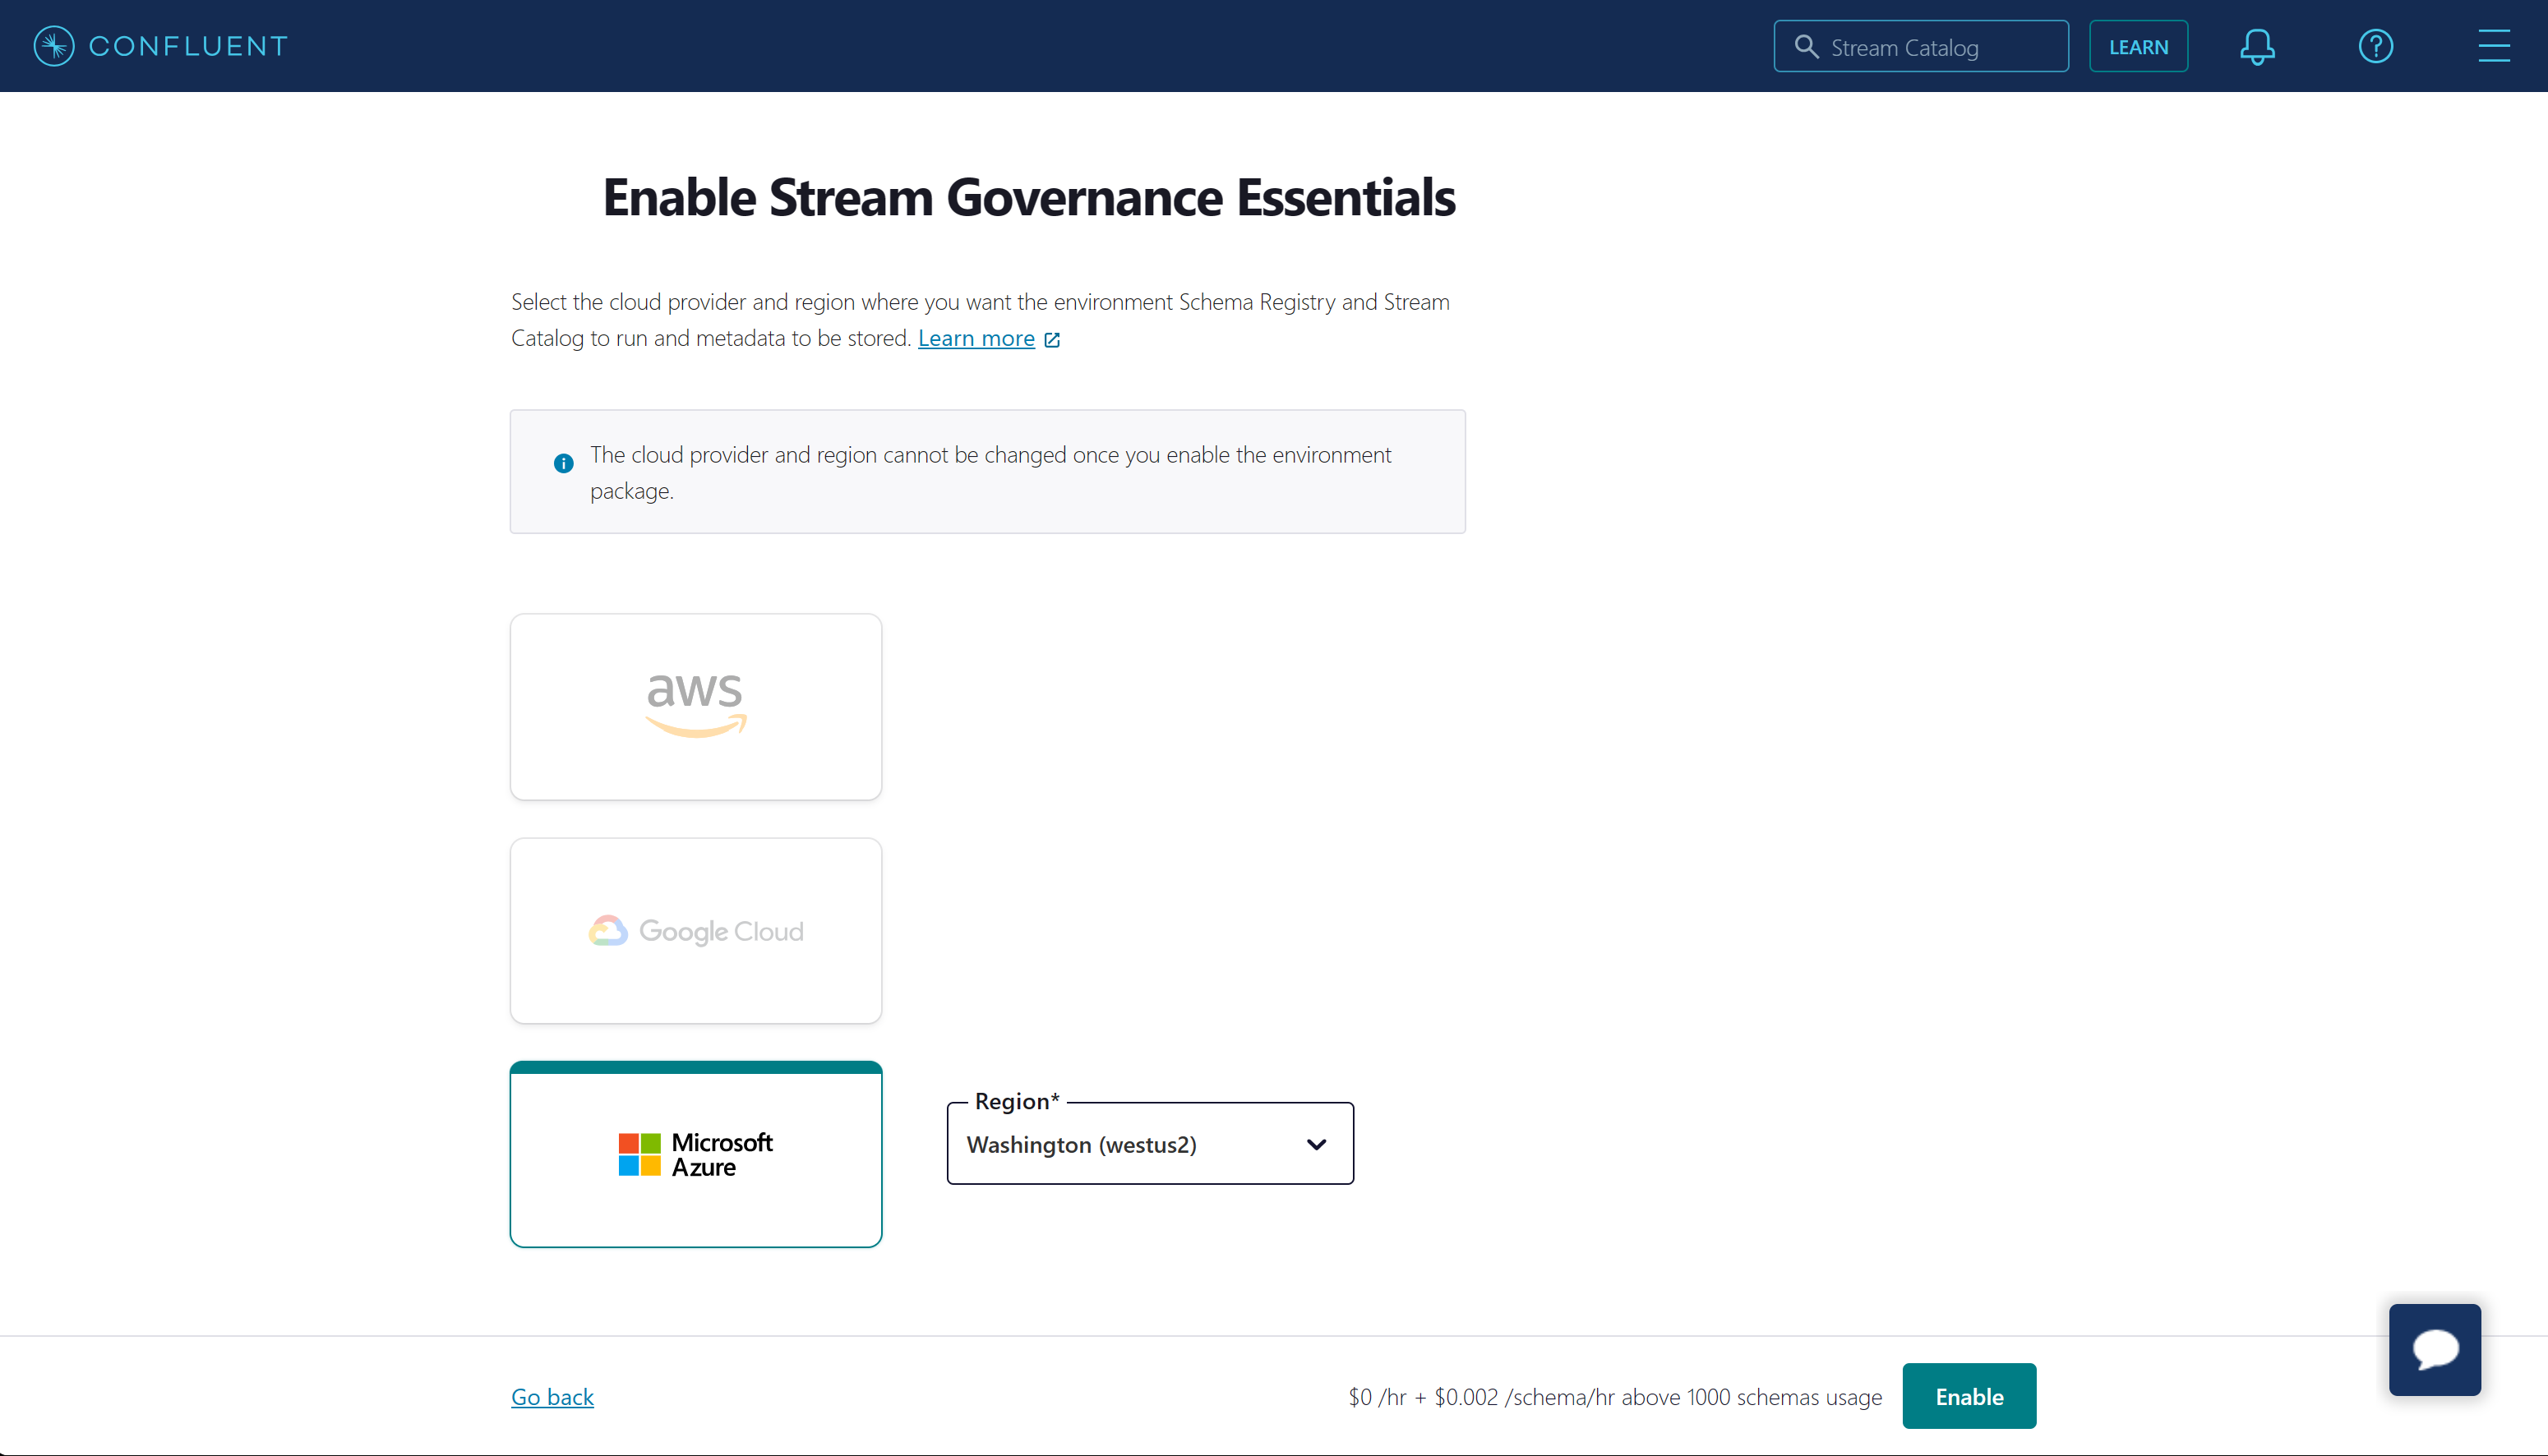 CONFLUENT
Stream Catalog
LEARN
Enable Stream Governance Essentials
Select the cloud provider and region where you want the environment Schema Registry and Stream
Catalog to run and metadata to be stored. Learn more
The cloud provider and region cannot be changed once you enable the environment
package.
aws
Google Cloud
Microsoft
Azure
Region*
Washington (westus2)
Go back
$0 /hr + $0.002 /schema/hr above 1000 schemas usage
Enable